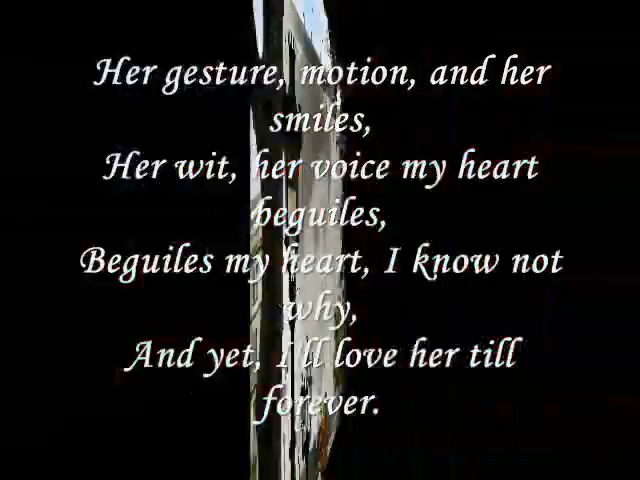 Her gesture, motion, and her
smiles,
Her wit, her voice my heart
beguiles,
Beguiles my heart, I know not
why,
And yet, I'll love her till
forever.